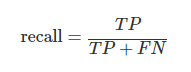 recall = TP / TP + FN